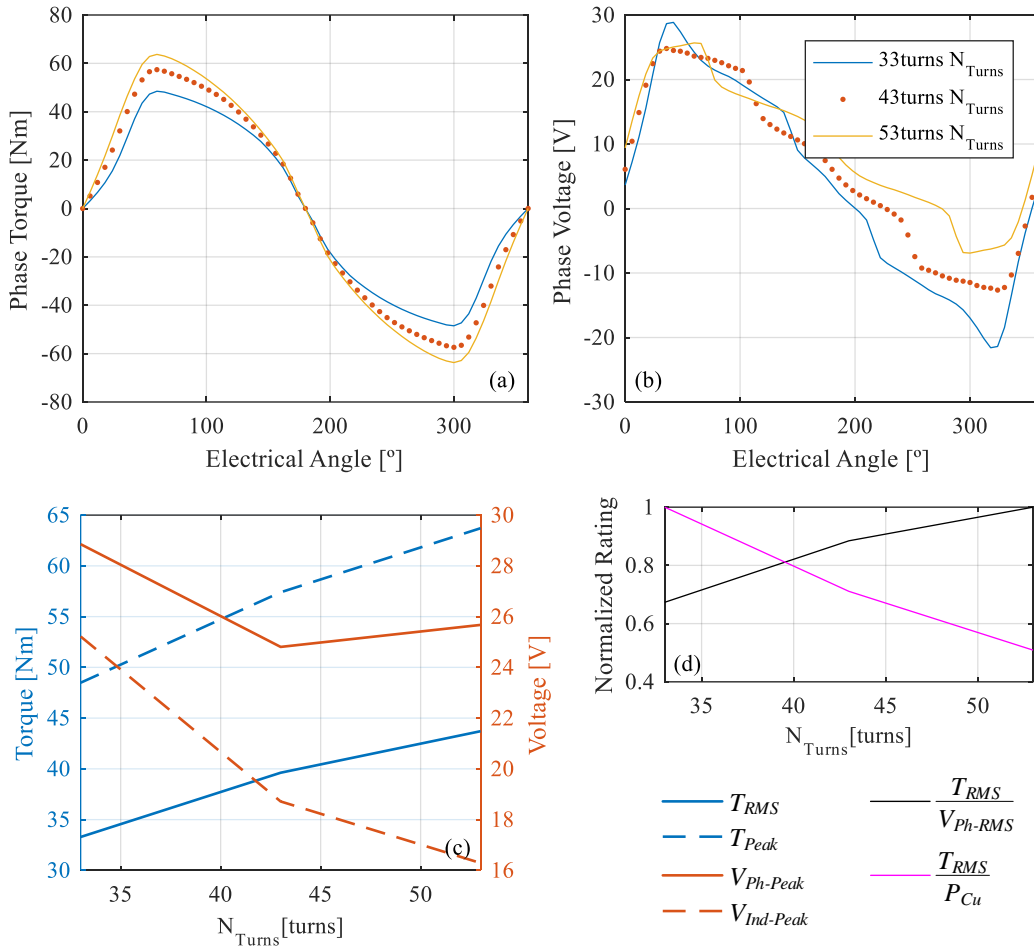 80
60
40
20
0
-20
-40
-60
-80
Phase Torque [Nm]
0
100
200
300
Electrical Angle [º]
(a)
30
20
10
0
-10
-20
-30
Phase Voltage [V]
0
100
200
300
Electrical Angle [º]
(b)
33turns N_Turns
43turns N_Turns
53turns N_Turns
65
60
55
50
45
40
35
30
Torque [Nm]
30
28
26
24
22
20
18
16
Voltage [V]
35
40
45
50
N_Turns [turns]
(c)
1
0.8
0.6
0.4
Normalized Rating
(d)
35
40
45
50
N_Turns[turns]
T_RMS
T_Peak
V_Ph-Peak
V_Ind-Peak
T_RMS
V_Ph-RMS
T_RMS
P_Cu